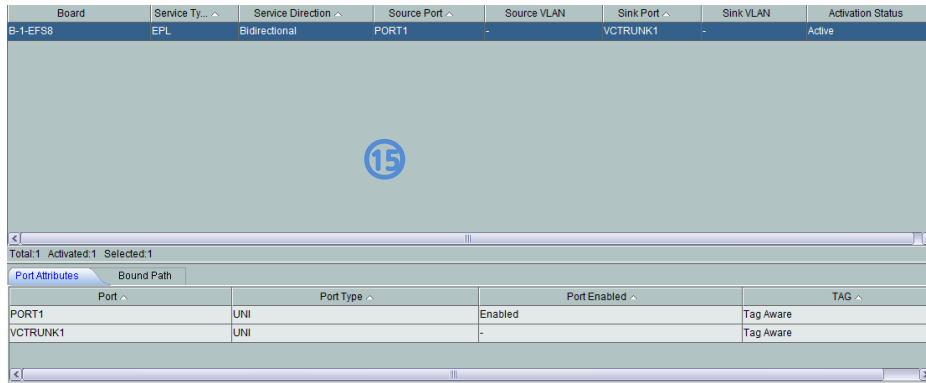 Board Service Ty... Service Direction Source Port Source VLAN Sink Port Sink VLAN Activation Status
B-1-EFS8 EPL Bidirectional PORT1 - VCTRUNK1 - Active
15
Total:1 Activated:1 Selected:1
Port Attributes Bound Path
Port Port Type Port Enabled TAG
PORT1 UNI Enabled Tag Aware
VCTRUNK1 UNI - Tag Aware